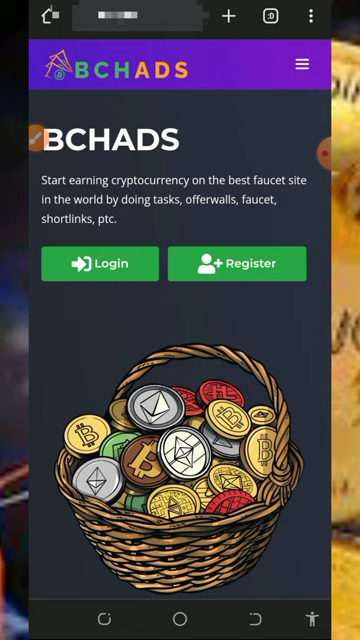 BCHADS
BCHADS
Start earning cryptocurrency on the best faucet site
in the world by doing tasks, offerwalls, faucet,
shortlinks, ptc.
Login
Register